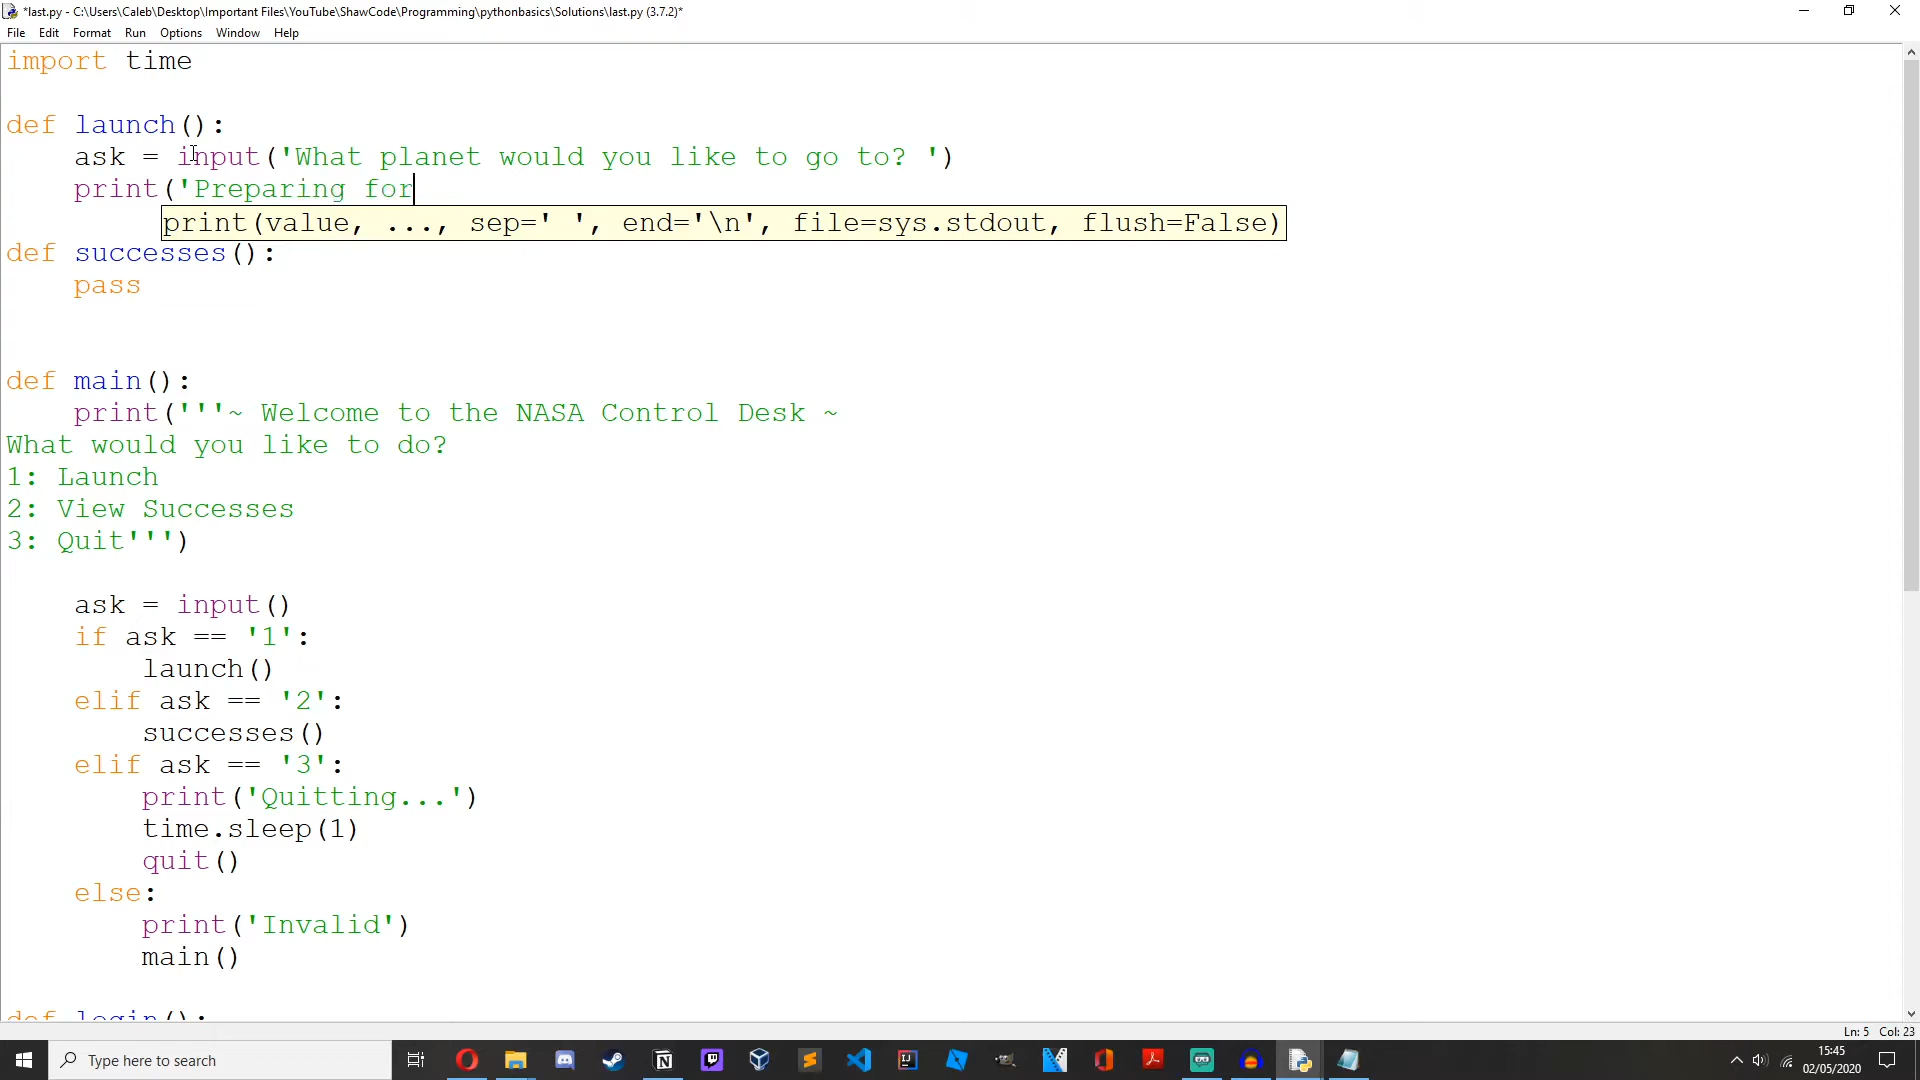 *last.py - C:\Users\Caleb\Desktop\Important Files\YouTube\ShawCode\Programming\pythonbasics\Solutions\last.py (3.7.2)*
File Edit Format Run Options Window Help
import time
def launch():
    ask = input('What planet would you like to go to? ')
    print('Preparing for
print(value, ..., sep=' ', end='\n', file=sys.stdout, flush=False)
def successes():
    pass
def main():
    print('''~ Welcome to the NASA Control Desk ~
What would you like to do?
1: Launch
2: View Successes
3: Quit''')
    ask = input()
    if ask == '1':
        launch()
    elif ask == '2':
        successes()
    elif ask == '3':
        print('Quitting...')
        time.sleep(1)
        quit()
    else:
        print('Invalid')
        main()
def login():
Ln: 5 Col: 23
Type here to search
15:45
02/05/2020